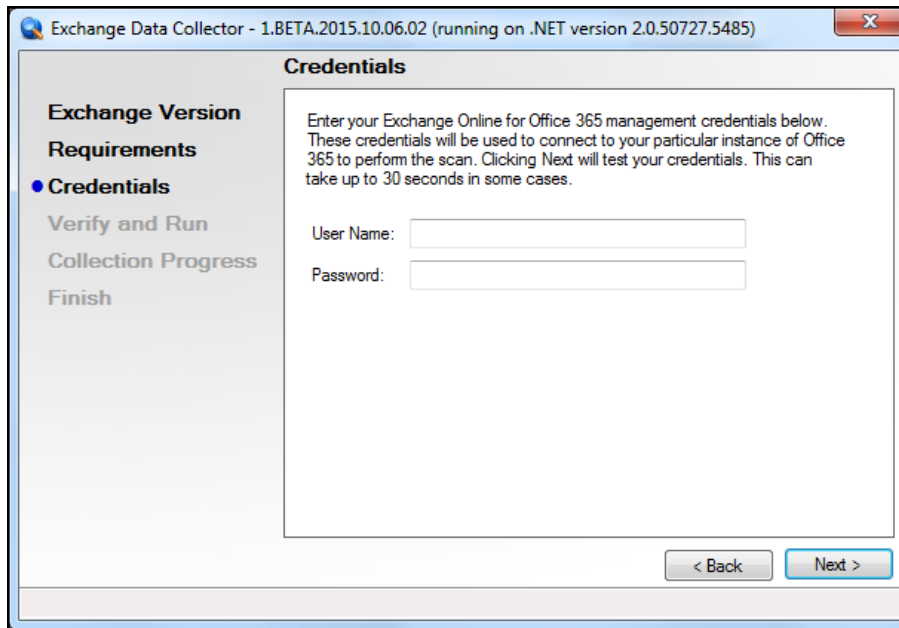 Exchange Data Collector - 1.BETA.2015.10.06.02 (running on .NET version 2.0.50727.5485)
Credentials
Exchange Version
Requirements
Credentials
Verify and Run
Collection Progress
Finish
Enter your Exchange Online for Office 365 management credentials below.
These credentials will be used to connect to your particular instance of Office
365 to perform the scan. Clicking Next will test your credentials. This can
take up to 30 seconds in some cases.
User Name:
Password:
< Back
Next >